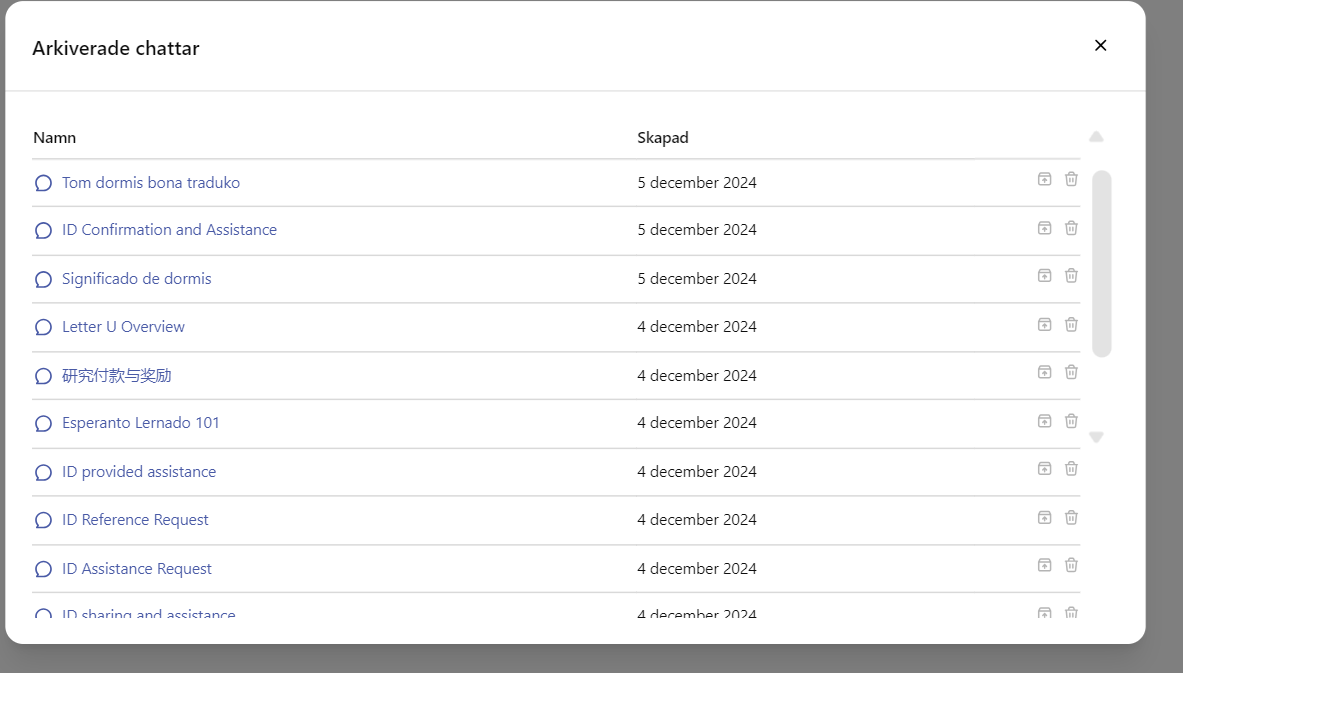 Arkiverade chattar
Namn Skapad
Tom dormis bona traduko 5 december 2024
ID Confirmation and Assistance 5 december 2024
Significado de dormis 5 december 2024
Letter U Overview 4 december 2024
研究付款与奖励 4 december 2024
Esperanto Lernado 101 4 december 2024
ID provided assistance 4 december 2024
ID Reference Request 4 december 2024
ID Assistance Request 4 december 2024
ID sharing and assistance 4 december 2024